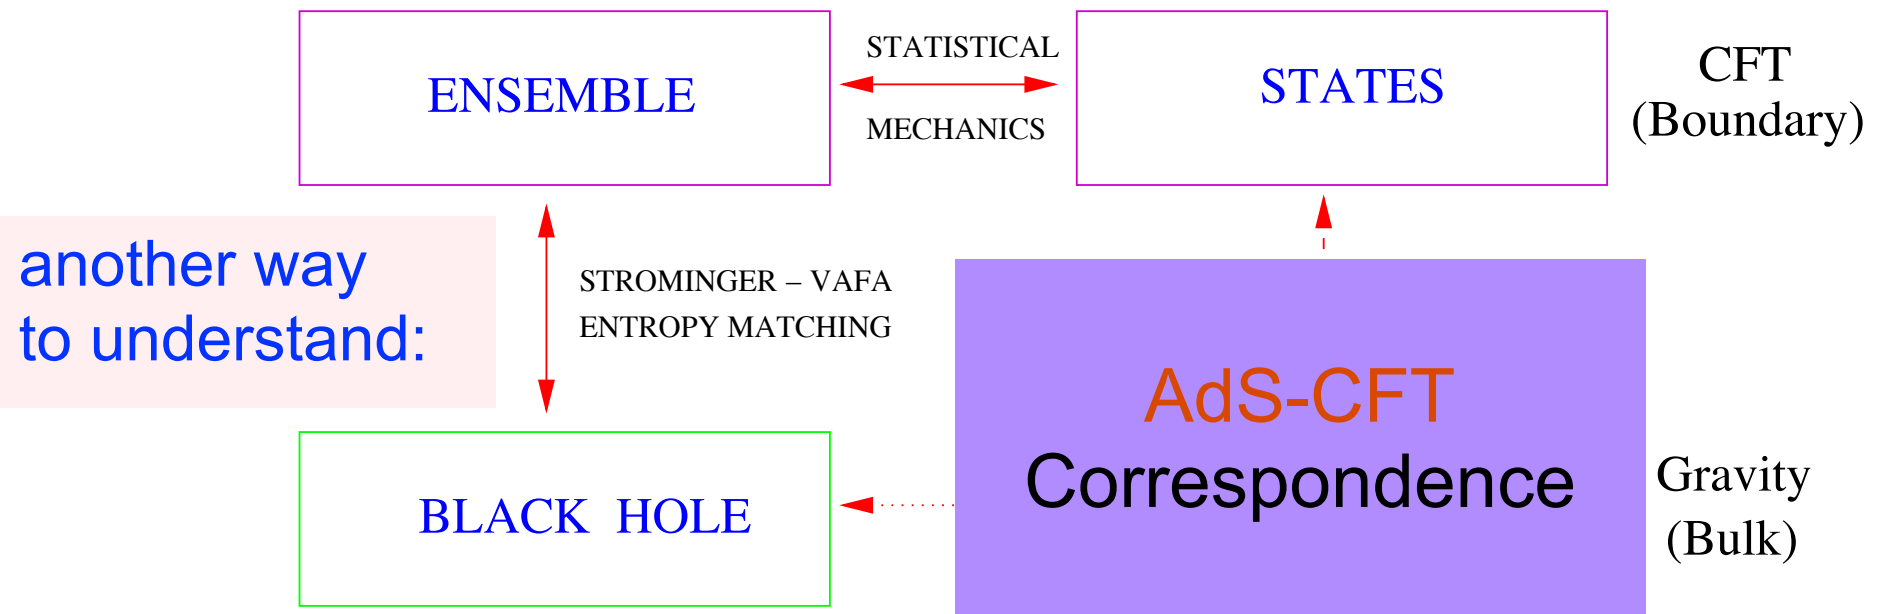 ENSEMBLE
STATISTICAL
MECHANICS
STATES
CFT
(Boundary)
another way
to understand:
STROMINGER – VAFA
ENTROPY MATCHING
AdS-CFT
Correspondence
BLACK HOLE
Gravity
(Bulk)